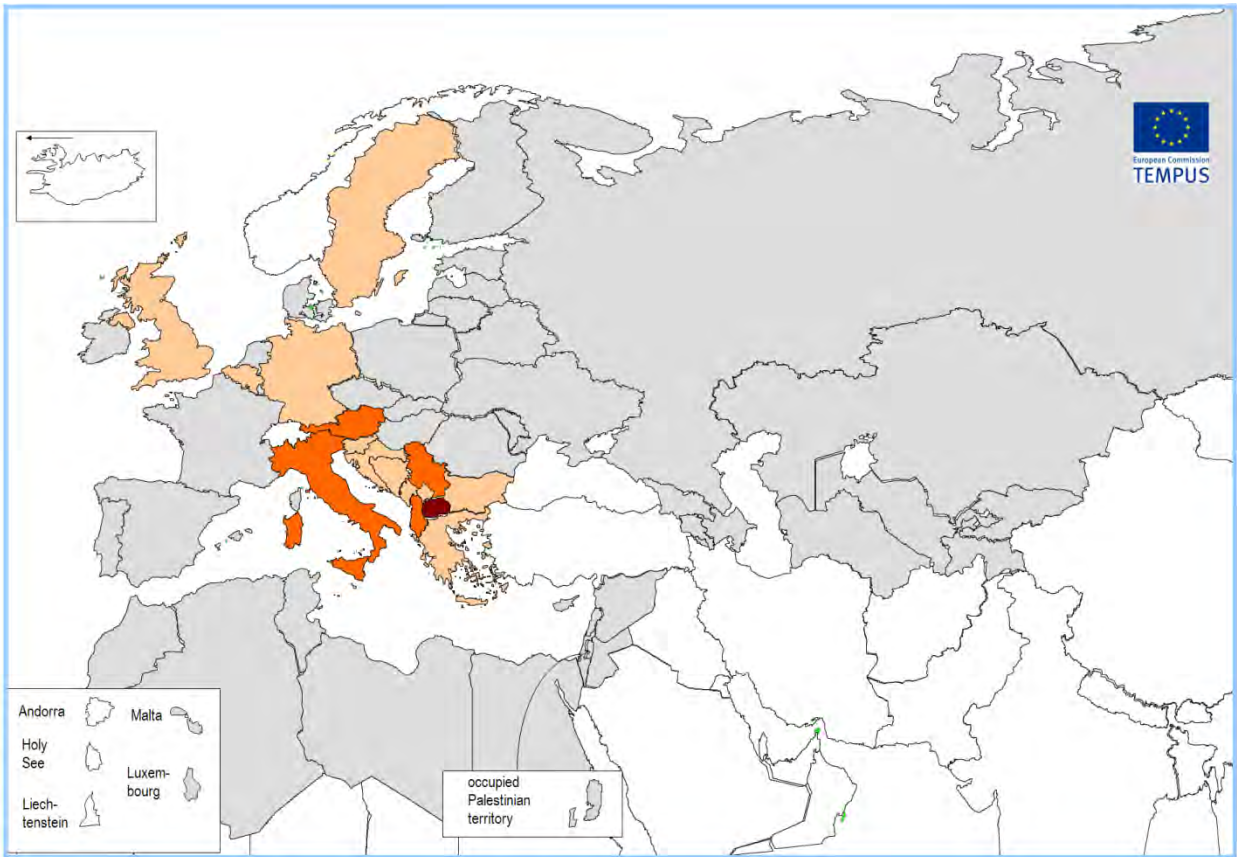 European Commission
TEMPUS
Andorra
Malta
Holy
See
Luxem-
bourg
Liech-
tenstein
occupied
Palestinian
territory